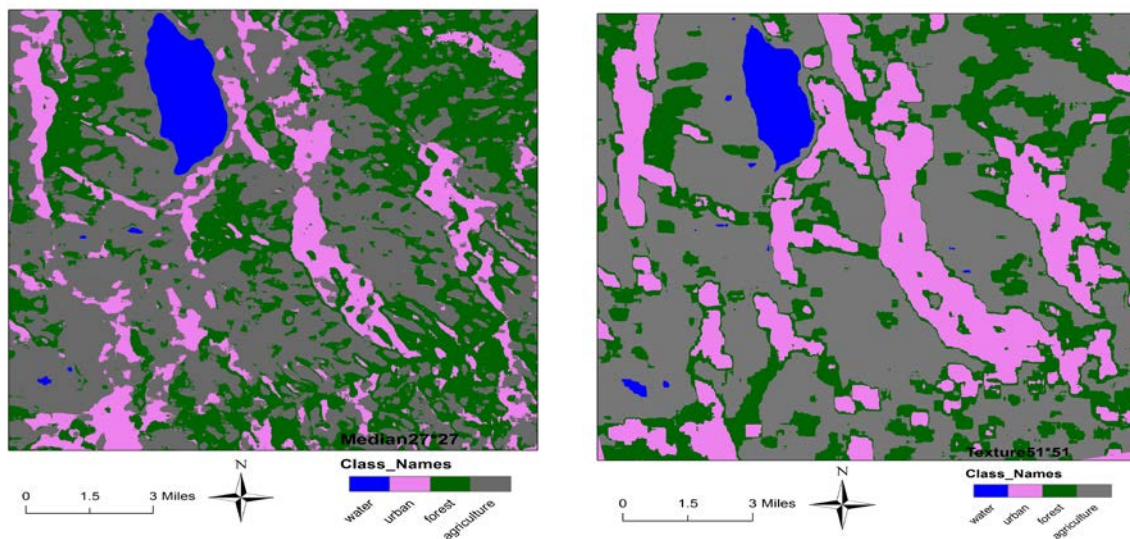 Median27*27
N
Class_Names
0 1.5 3 Miles
water urban forest agriculture
Texture51*51
N
Class_Names
0 1.5 3 Miles
water urban forest agriculture